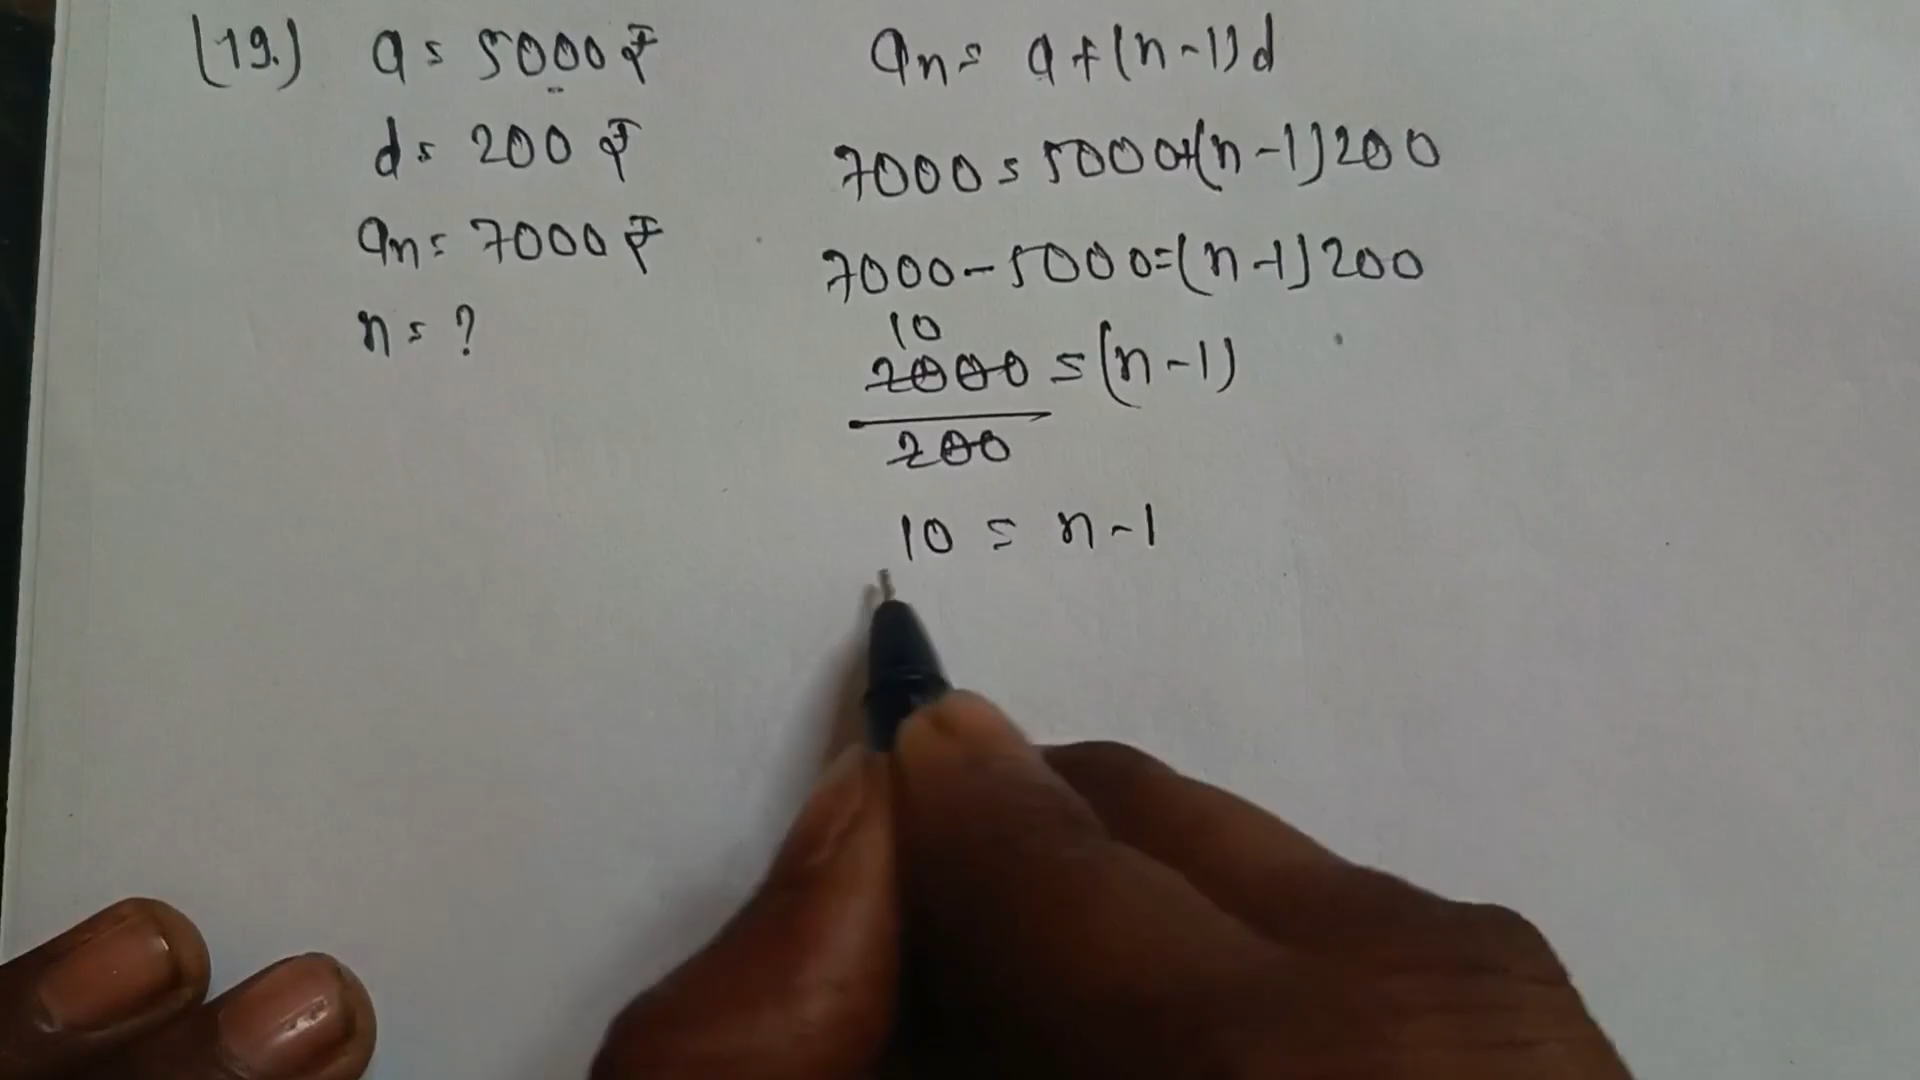 (19.) a = 5000 ₹
d = 200 ₹
an = 7000 ₹
n = ?
an = a + (n - 1) d
7000 = 5000 + (n - 1) 200
7000 - 5000 = (n - 1) 200
10
2000 = (n - 1)
200
10 = n - 1